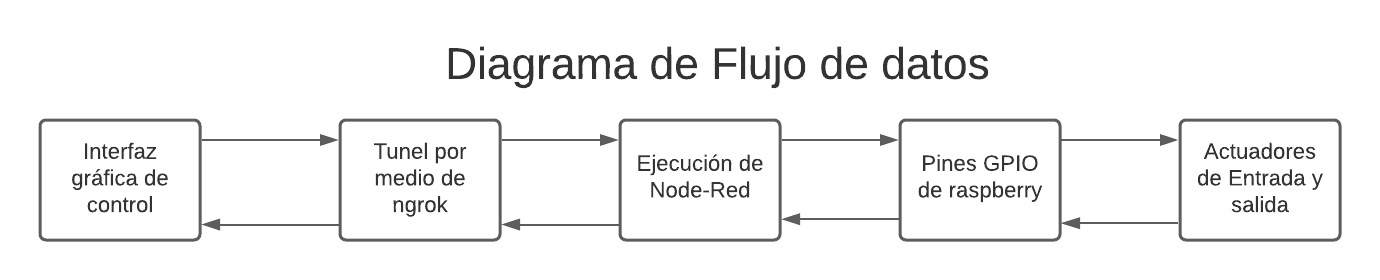 Diagrama de Flujo de datos
Interfaz
gráfica de
control
Tunel por
medio de
ngrok
Ejecución de
Node-Red
Pines GPIO
de raspberry
Actuadores
de Entrada y
salida